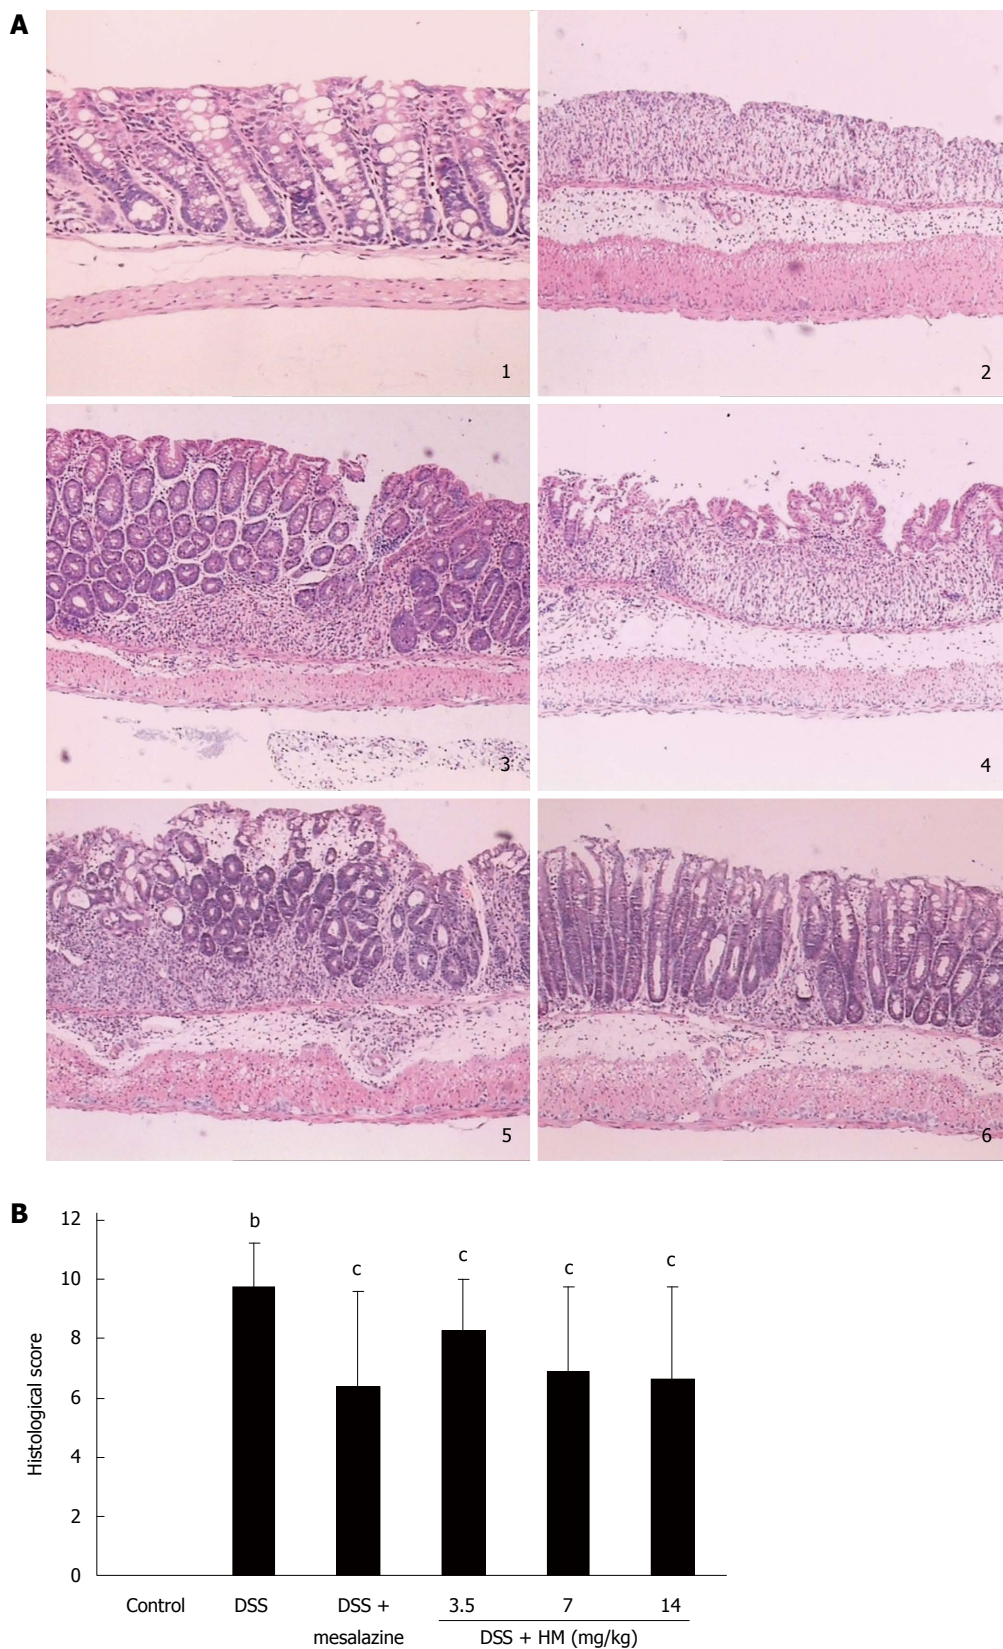 A
1
2
3
4
5
6
B
b
c
c
c
c
12
10
8
6
4
2
0
Histological score
Control
DSS
DSS +
mesalazine
3.5
7
14
DSS + HM (mg/kg)